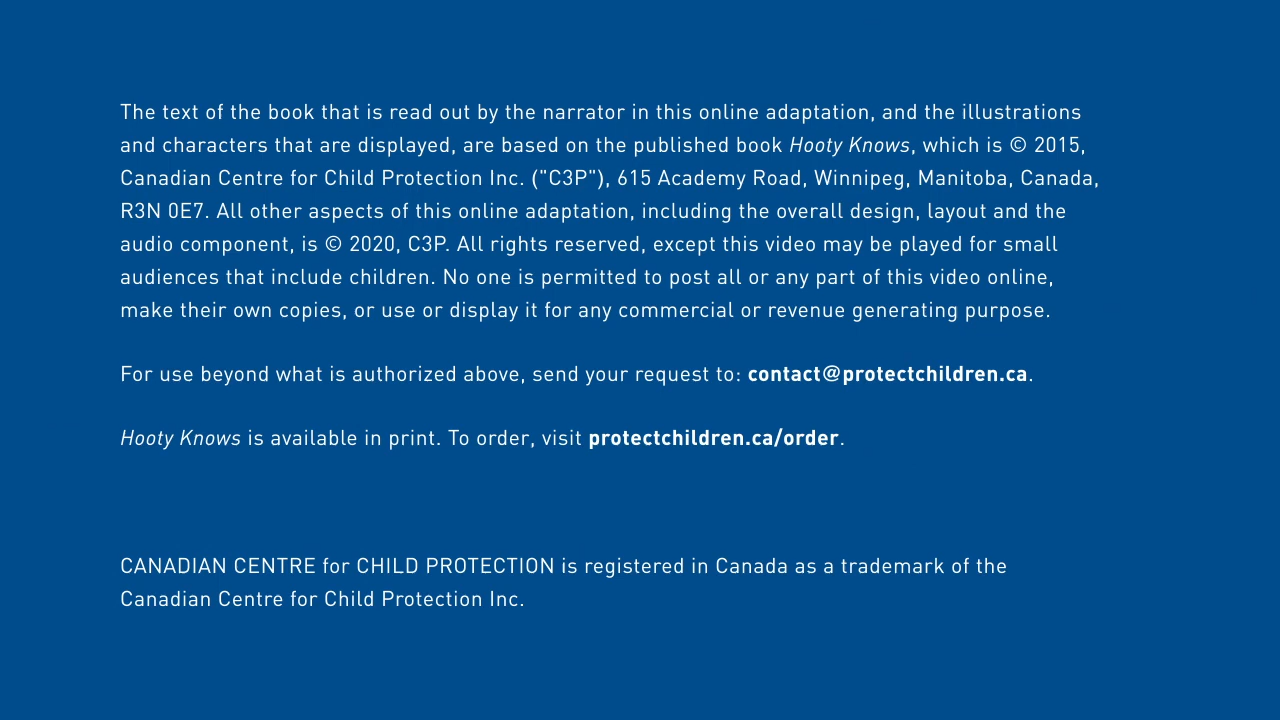 The text of the book that is read out by the narrator in this online adaptation, and the illustrations
and characters that are displayed, are based on the published book Hooty Knows, which is © 2015,
Canadian Centre for Child Protection Inc. ("C3P"), 615 Academy Road, Winnipeg, Manitoba, Canada,
R3N 0E7. All other aspects of this online adaptation, including the overall design, layout and the
audio component, is © 2020, C3P. All rights reserved, except this video may be played for small
audiences that include children. No one is permitted to post all or any part of this video online,
make their own copies, or use or display it for any commercial or revenue generating purpose.
For use beyond what is authorized above, send your request to: contact@protectchildren.ca.
Hooty Knows is available in print. To order, visit protectchildren.ca/order.
CANADIAN CENTRE for CHILD PROTECTION is registered in Canada as a trademark of the
Canadian Centre for Child Protection Inc.